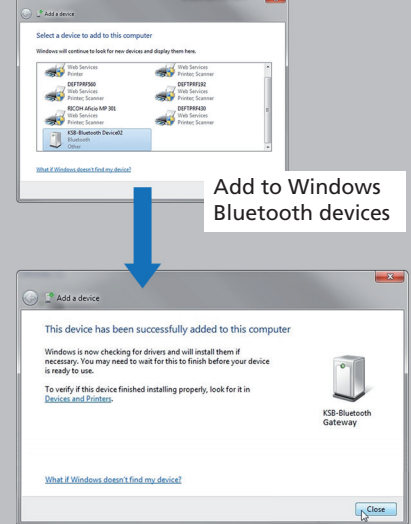 Add a device
Select a device to add to this computer
Windows will continue to look for new devices and display them here.
Web Services
Printer
Web Services
Printer; Scanner
DEFTPRF360
Web Services
Printer; Scanner
DEFTPRF192
Web Services
Printer; Scanner
RICOH Aficio MP 301
Web Services
Printer; Scanner
DEFTPRF430
Web Services
Printer; Scanner
KSB-Bluetooth Device02
Bluetooth
Other
What if Windows doesn't find my device?
Add to Windows
Bluetooth devices
Add a device
This device has been successfully added to this computer
Windows is now checking for drivers and will install them if
necessary. You may need to wait for this to finish before your device
is ready to use.
To verify if this device finished installing properly, look for it in
Devices and Printers.
KSB-Bluetooth
Gateway
What if Windows doesn't find my device?
Close